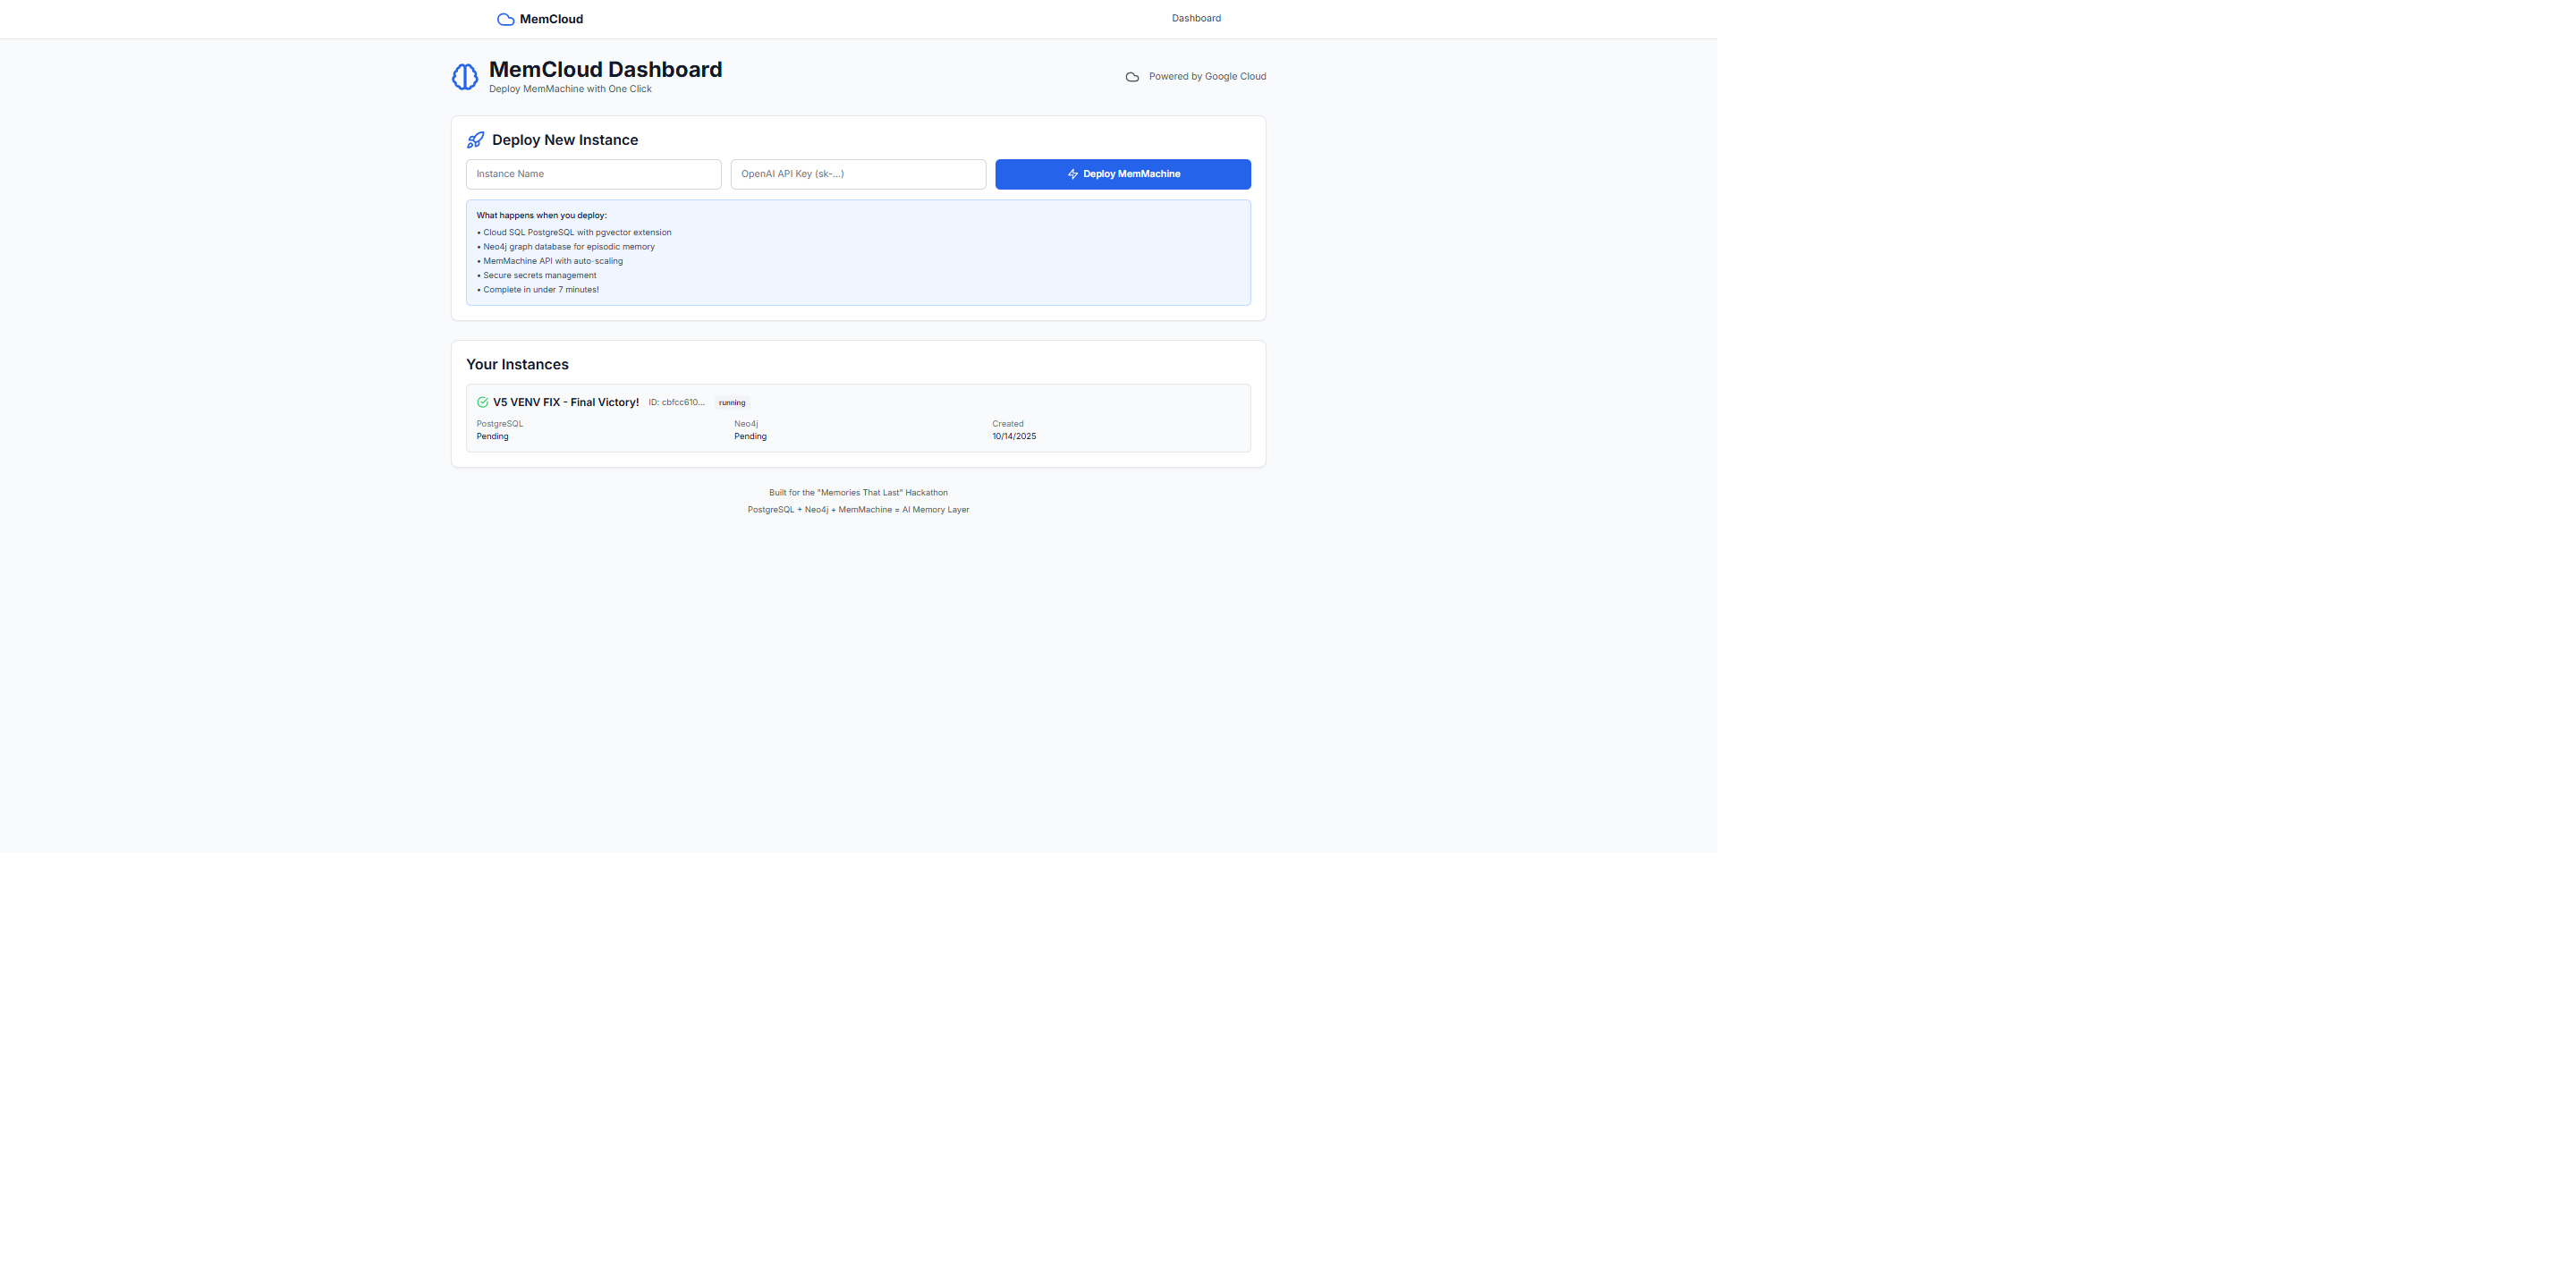 MemCloud
Dashboard
MemCloud Dashboard
Deploy MemMachine with One Click
Powered by Google Cloud
Deploy New Instance
Instance Name
OpenAI API Key (sk-...)
Deploy MemMachine
What happens when you deploy:
• Cloud SQL PostgreSQL with pgvector extension
• Neo4j graph database for episodic memory
• MemMachine API with auto-scaling
• Secure secrets management
• Complete in under 7 minutes!
Your Instances
V5 VENV FIX - Final Victory! ID: cbfcc610... running
PostgreSQL Neo4j Created
Pending Pending 10/14/2025
Built for the "Memories That Last" Hackathon
PostgreSQL + Neo4j + MemMachine = AI Memory Layer